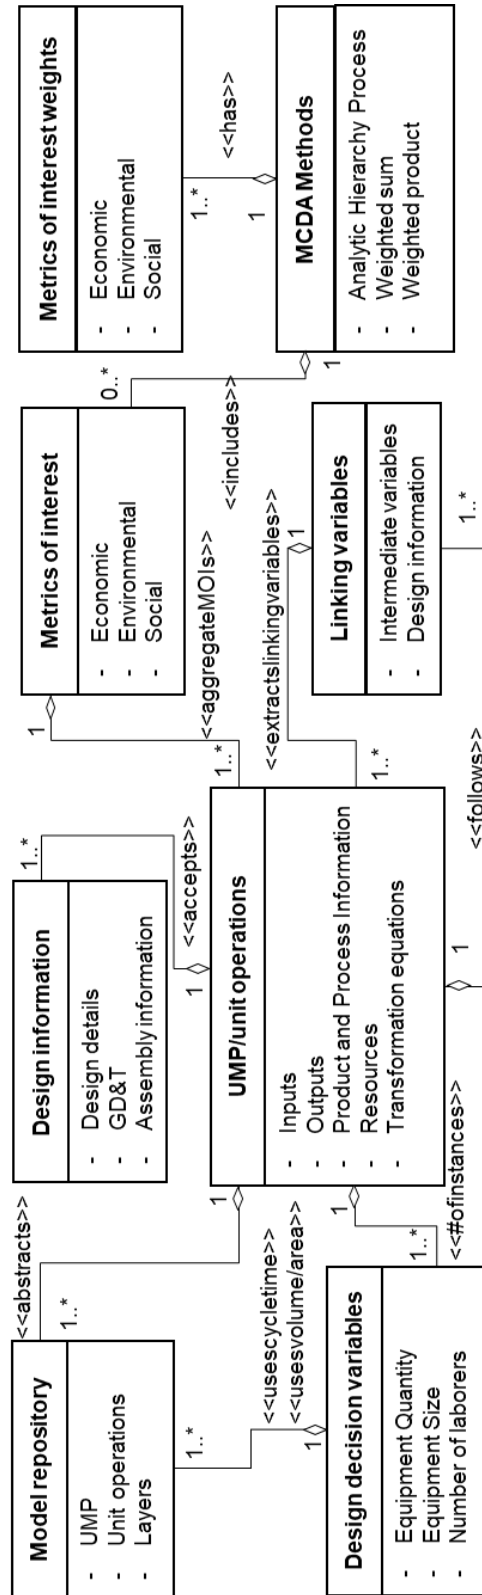 Model repository
- UMP
- Unit operations
- Layers
<<abstracts>>
1..*
1
1..*
<<usescycletime>>
<<usesvolume/area>>
1
Design decision variables
- Equipment Quantity
- Equipment Size
- Number of laborers
1..*
<<#ofinstances>>
1
Design information
- Design details
- GD&T
- Assembly information
1..*
<<accepts>>
1
UMP/unit operations
- Inputs
- Outputs
- Product and Process Information
- Resources
- Transformation equations
1
<<follows>>
1..*
Metrics of interest
- Economic
- Environmental
- Social
1
<<aggregateMOIs>>
1..*
<<extractslinkingvariables>>
1
1..*
Linking variables
- Intermediate variables
- Design information
0..*
<<includes>>
1
Metrics of interest weights
- Economic
- Environmental
- Social
1..*
<<has>>
1
MCDA Methods
- Analytic Hierarchy Process
- Weighted sum
- Weighted product